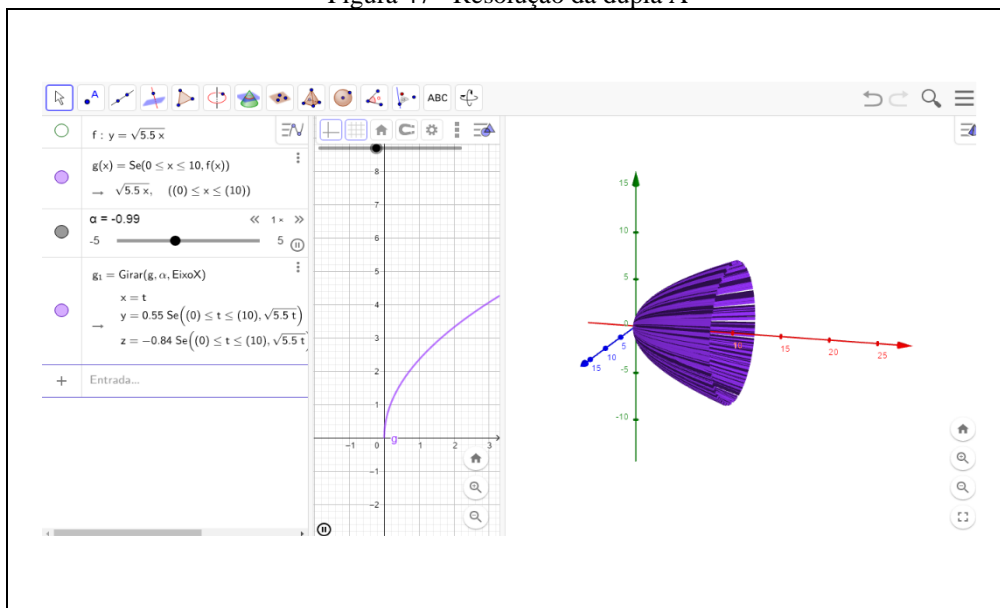 Figura 47 - Resolução da dupla A
A
ABC
f : y = √5.5 x
g(x) = Se(0 ≤ x ≤ 10, f(x))
→ √5.5 x, ((0) ≤ x ≤ (10))
α = -0.99
1×
-5
5
g₁ = Girar(g, α, EixoX)
x = t
y = 0.55 Se((0) ≤ t ≤ (10), √5.5 t)
→
z = −0.84 Se((0) ≤ t ≤ (10), √5.5 t)
+ Entrada...
8
7
6
5
4
3
2
1
−1 0 g 1 2 3
−1
−2
15
10
5
0
-5
-10
5
10
15
10
15
20
25